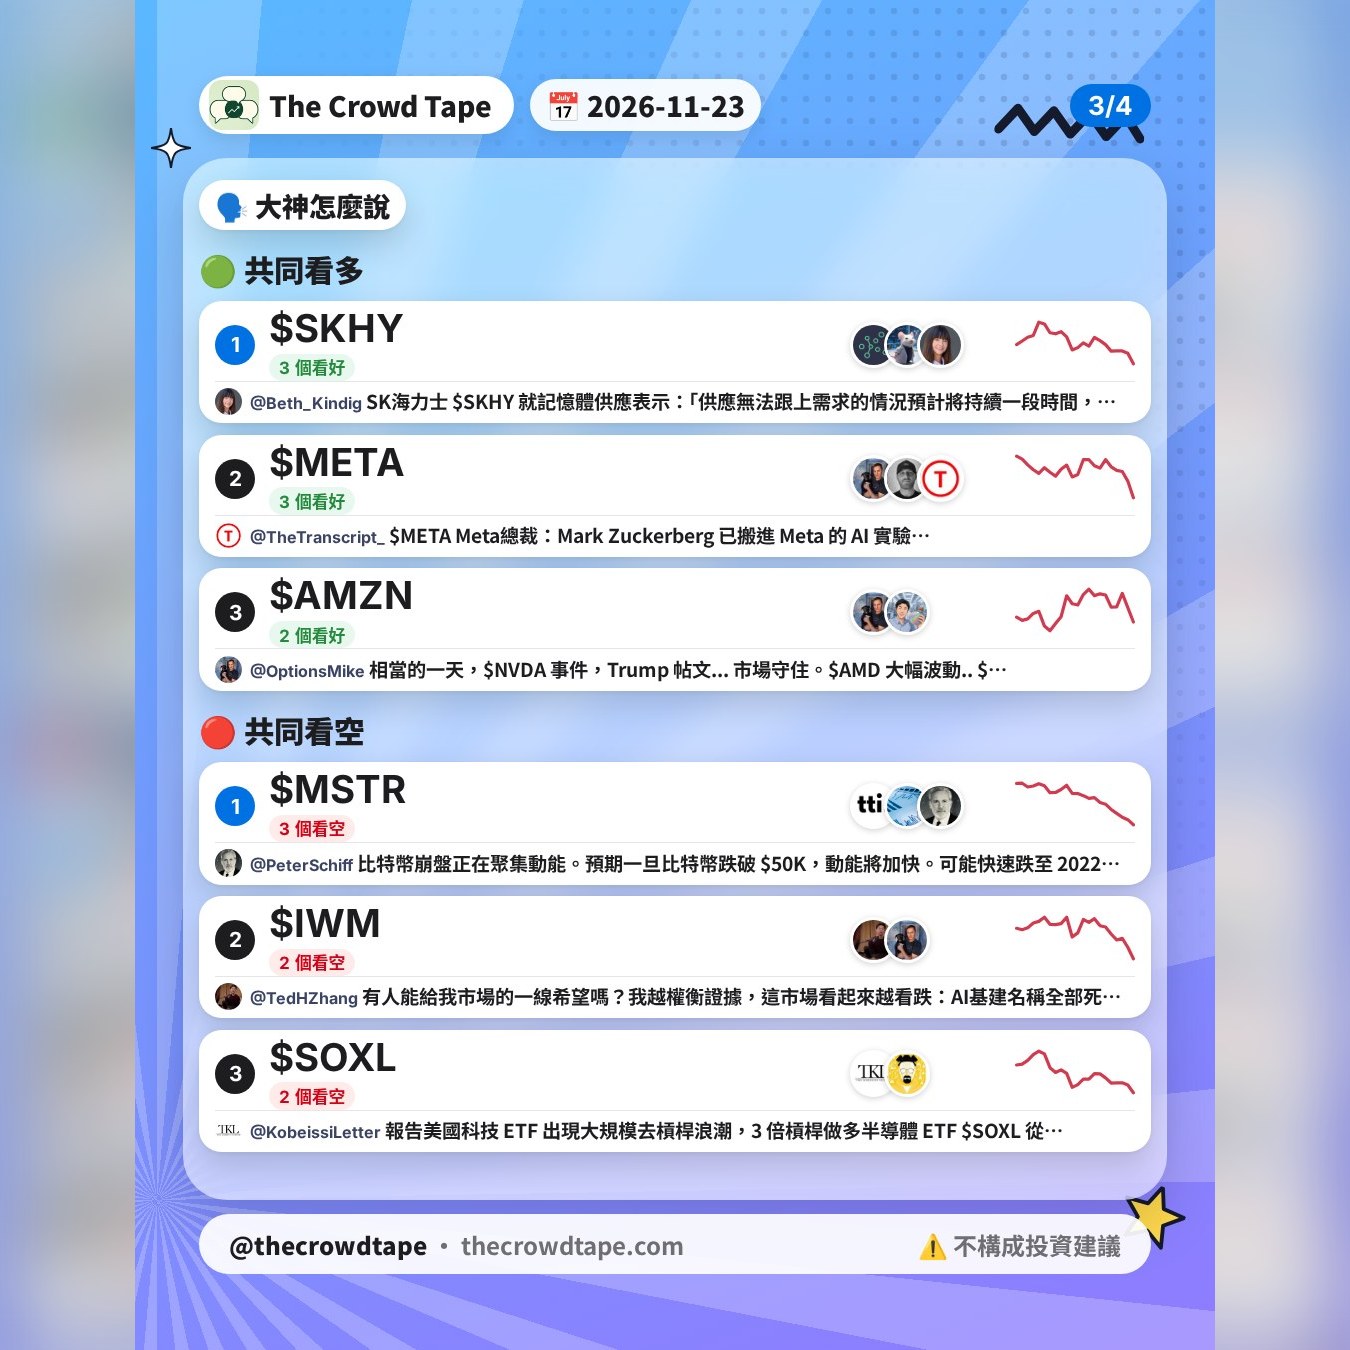 The Crowd Tape
2026-11-23
3/4
大神怎麼說
共同看多
1 $SKHY
3 個看好
@Beth_Kindig SK海力士 $SKHY 就記憶體供應表示：「供應無法跟上需求的情況預計將持續一段時間，…
2 $META
3 個看好
T
T @TheTranscript_ $META Meta總裁：Mark Zuckerberg 已搬進 Meta 的 AI 實驗…
3 $AMZN
2 個看好
@OptionsMike 相當的一天，$NVDA 事件，Trump 帖文... 市場守住。$AMD 大幅波動.. $…
共同看空
1 $MSTR
3 個看空
tti
@PeterSchiff 比特幣崩盤正在聚集動能。預期一旦比特幣跌破 $50K，動能將加快。可能快速跌至 2022…
2 $IWM
2 個看空
@TedHZhang 有人能給我市場的一線希望嗎？我越權衡證據，這市場看起來越看跌：AI基建名稱全部死…
3 $SOXL
2 個看空
TKL
TKL @KobeissiLetter 報告美國科技 ETF 出現大規模去槓桿浪潮，3 倍槓桿做多半導體 ETF $SOXL 從…
@thecrowdtape • thecrowdtape.com
不構成投資建議